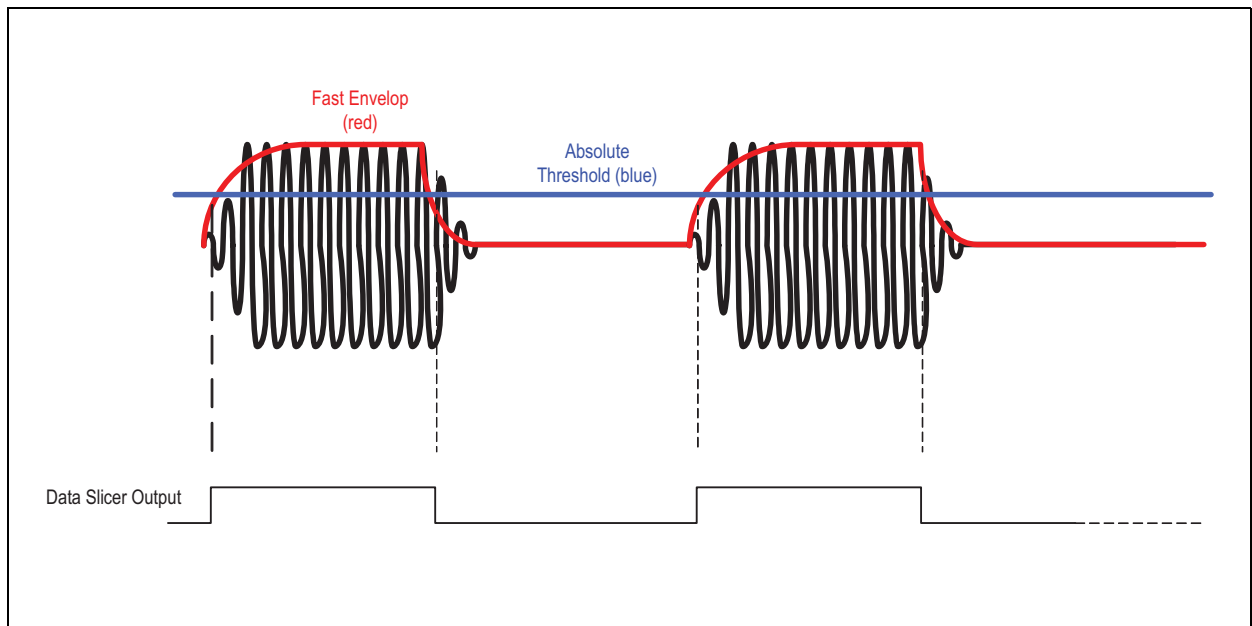 Fast Envelop
(red)
Absolute
Threshold (blue)
Data Slicer Output